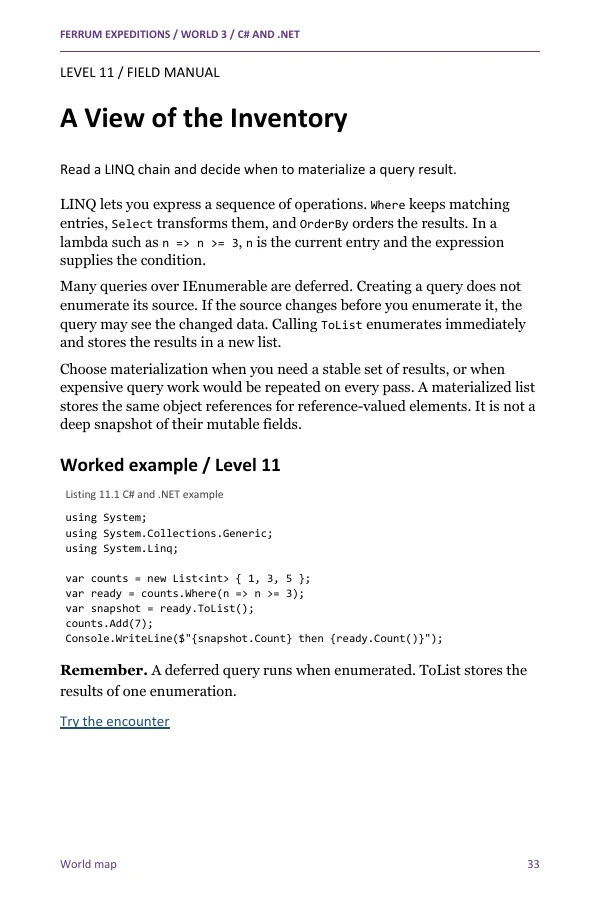 FERRUM EXPEDITIONS / WORLD 3 / C# AND .NET
LEVEL 11 / FIELD MANUAL
A View of the Inventory
Read a LINQ chain and decide when to materialize a query result.
LINQ lets you express a sequence of operations. Where keeps matching
entries, Select transforms them, and OrderBy orders the results. In a
lambda such as n => n >= 3, n is the current entry and the expression
supplies the condition.
Many queries over IEnumerable are deferred. Creating a query does not
enumerate its source. If the source changes before you enumerate it, the
query may see the changed data. Calling ToList enumerates immediately
and stores the results in a new list.
Choose materialization when you need a stable set of results, or when
expensive query work would be repeated on every pass. A materialized list
stores the same object references for reference-valued elements. It is not a
deep snapshot of their mutable fields.
Worked example / Level 11
Listing 11.1 C# and .NET example
using System;
using System.Collections.Generic;
using System.Linq;
var counts = new List<int> { 1, 3, 5 };
var ready = counts.Where(n => n >= 3);
var snapshot = ready.ToList();
counts.Add(7);
Console.WriteLine($"{snapshot.Count} then {ready.Count()}");
Remember. A deferred query runs when enumerated. ToList stores the
results of one enumeration.
Try the encounter
World map 33